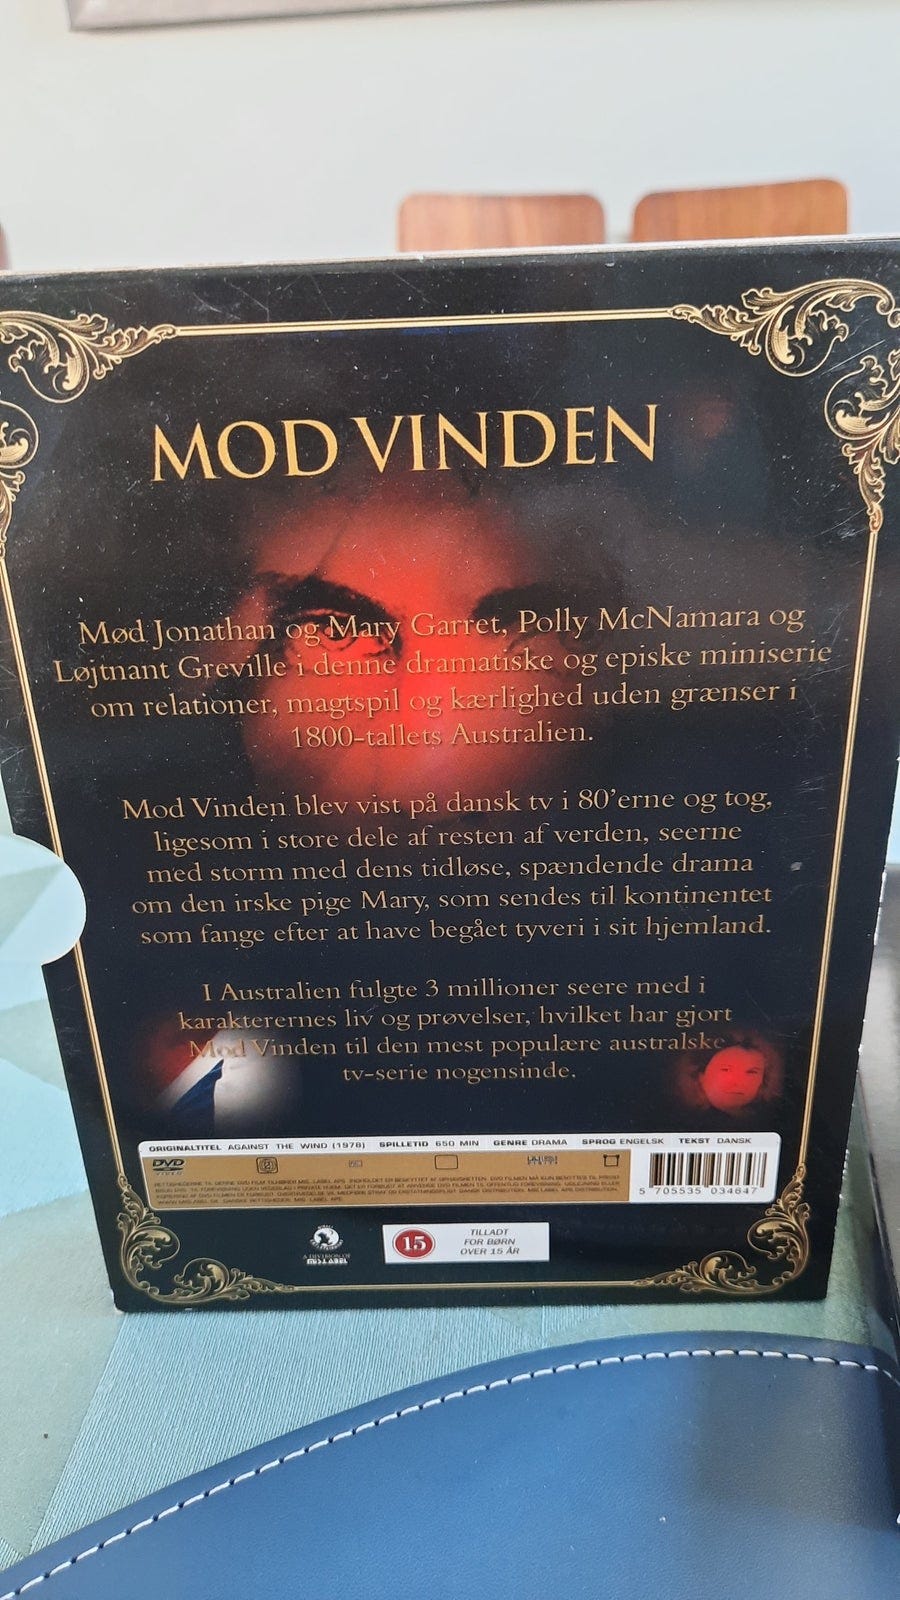 MOD VINDEN
Mød Jonathan og Mary Garret, Polly McNamara og
Løjtnant Greville i denne dramatiske og episke miniserie
om relationer, magtspil og kærlighed uden grænser i
1800-tallets Australien.
Mod Vinden blev vist på dansk tv i 80'erne og tog,
ligesom i store dele af resten af verden, seerne
med storm med dens tidløse, spændende drama
om den irske pige Mary, som sendes til kontinentet
som fange efter at have begået tyveri i sit hjemland.
I Australien fulgte 3 millioner seere med i
karakterernes liv og prøvelser, hvilket har gjort
Mod Vinden til den mest populære australske
tv-serie nogensinde.
ORIGINALTITEL AGAINST THE WIND (1978) SPILLETID 650 MIN GENRE DRAMA SPROG ENGELSK TEKST DANSK
DVD
VIDEO
5 705535 034647
A DIVISION OF
MIS.LABEL
15
TILLADT
FOR BØRN
OVER 15 ÅR